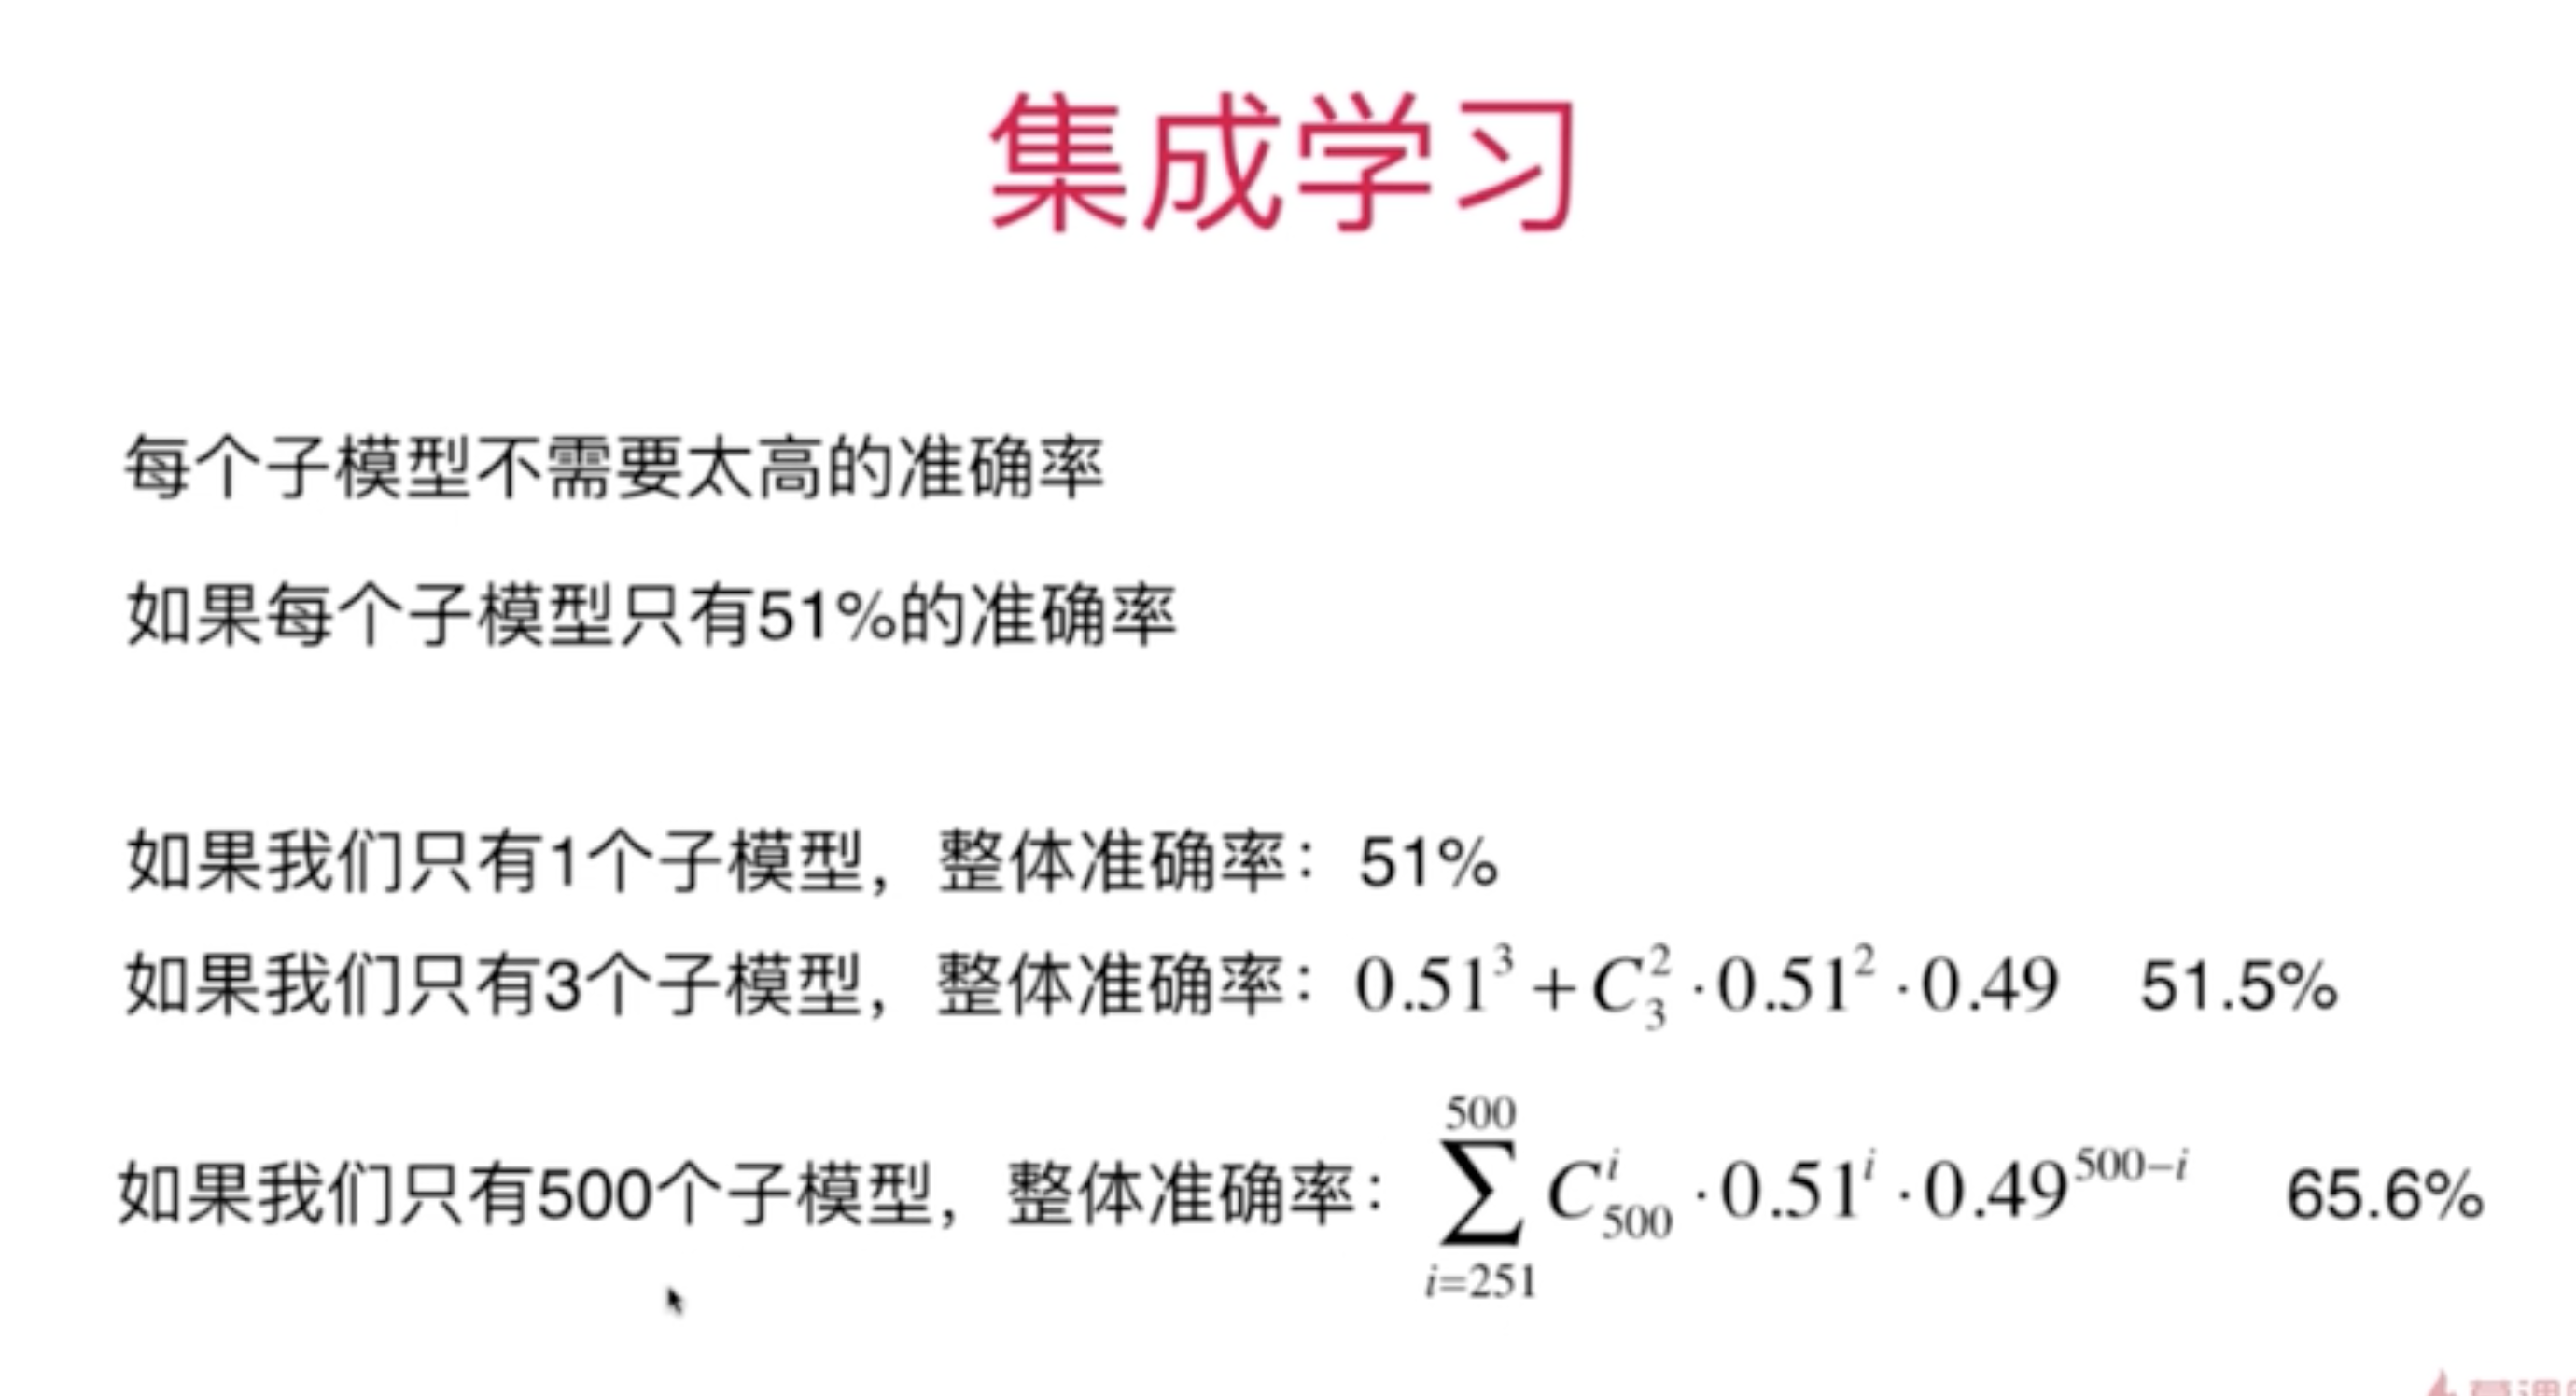 集成学习
每个子模型不需要太高的准确率
如果每个子模型只有51%的准确率
如果我们只有1个子模型，整体准确率：51%
如果我们只有3个子模型，整体准确率：0.51³ + C₃² · 0.51² · 0.49 51.5%
如果我们只有500个子模型，整体准确率：∑_{i=251}^{500} C_{500}^{i} · 0.51^{i} · 0.49^{500−i} 65.6%